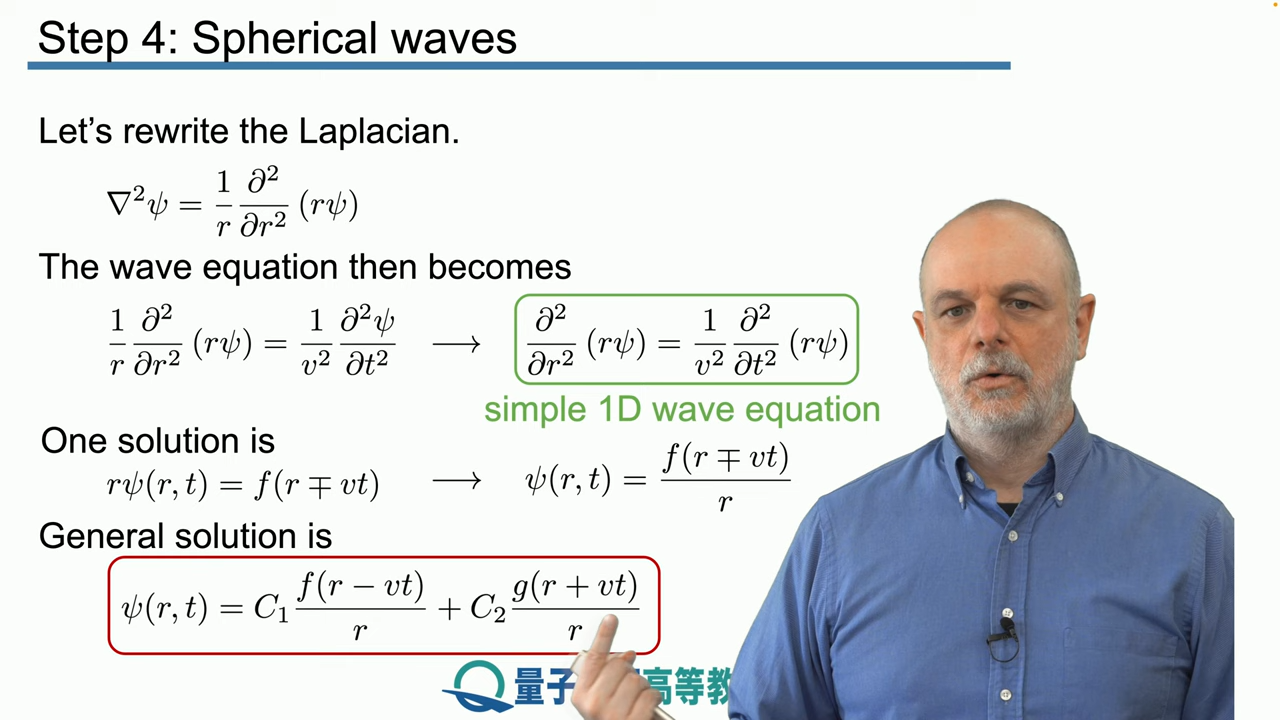 Step 4: Spherical waves
Let's rewrite the Laplacian.
∇²ψ = 1/r ∂²/∂r² (rψ)
The wave equation then becomes
1/r ∂²/∂r² (rψ) = 1/v² ∂²ψ/∂t² ⟶ ∂²/∂r² (rψ) = 1/v² ∂²/∂t² (rψ)
simple 1D wave equation
One solution is
rψ(r, t) = f(r ∓ vt) ⟶ ψ(r, t) = f(r ∓ vt)/r
General solution is
ψ(r, t) = C₁ f(r − vt)/r + C₂ g(r + vt)/r
量子 高等教